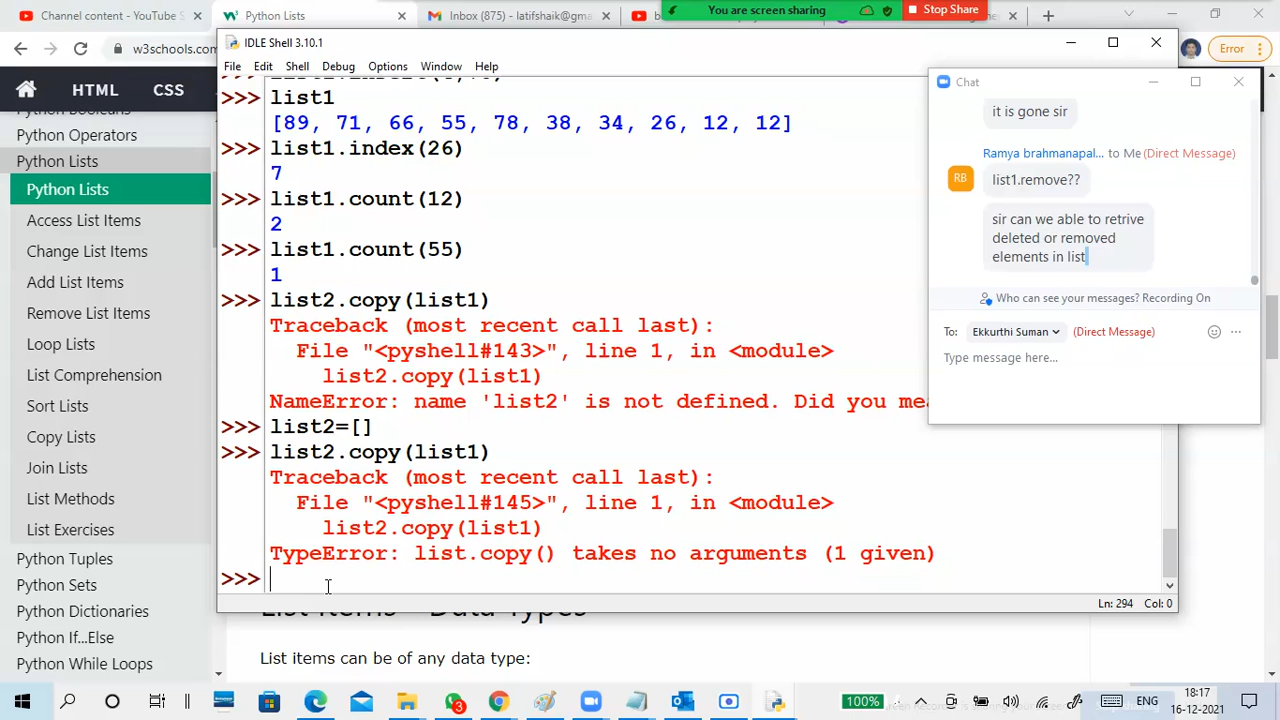 Channel content - YouTube S
Python Lists
Inbox (875) - latifshaik@gmai
You are screen sharing
Stop Share
w3schools.com
Error
IDLE Shell 3.10.1
File Edit Shell Debug Options Window Help
HTML CSS
Python Operators
Python Lists
Python Lists
Access List Items
Change List Items
Add List Items
Remove List Items
Loop Lists
List Comprehension
Sort Lists
Copy Lists
Join Lists
List Methods
List Exercises
Python Tuples
Python Sets
Python Dictionaries
Python If...Else
Python While Loops
>>> list1
[89, 71, 66, 55, 78, 38, 34, 26, 12, 12]
>>> list1.index(26)
7
>>> list1.count(12)
2
>>> list1.count(55)
1
>>> list2.copy(list1)
Traceback (most recent call last):
File "<pyshell#143>", line 1, in <module>
list2.copy(list1)
NameError: name 'list2' is not defined. Did you mea
>>> list2=[]
>>> list2.copy(list1)
Traceback (most recent call last):
File "<pyshell#145>", line 1, in <module>
list2.copy(list1)
TypeError: list.copy() takes no arguments (1 given)
>>>
Ln: 294 Col: 0
Chat
it is gone sir
Ramya brahmanapal... to Me (Direct Message)
RB
list1.remove??
sir can we able to retrive
deleted or removed
elements in list
Who can see your messages? Recording On
To: Ekkurthi Suman (Direct Message)
Type message here...
List items can be of any data type:
3
100%
ENG
18:17
16-12-2021